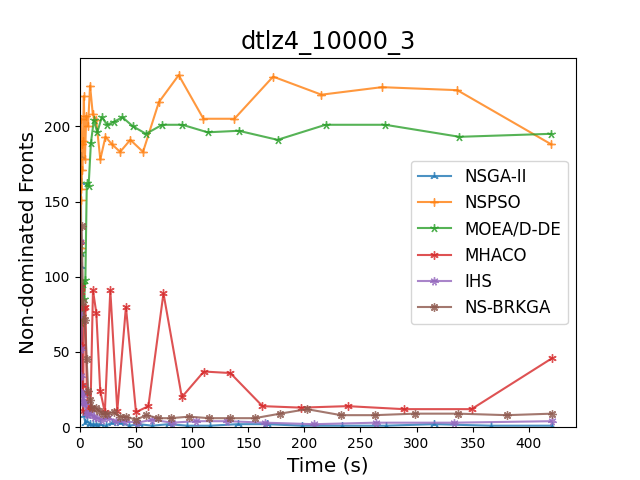 dtlz4_10000_3
Non-dominated Fronts
200
150
100
50
0
NSGA-II
NSPSO
MOEA/D-DE
MHACO
IHS
NS-BRKGA
0 50 100 150 200 250 300 350 400
Time (s)